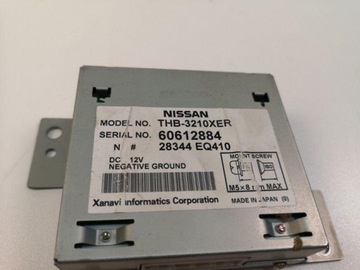 NISSAN
MODEL NO. THB-3210XER
SERIAL NO. 60612884
N # 28344 EQ410
DC 12V
NEGATIVE GROUND
MOUNT SCREW
M5×8 mm MAX
Xanavi Informatics Corporation
MADE IN JAPAN (9)